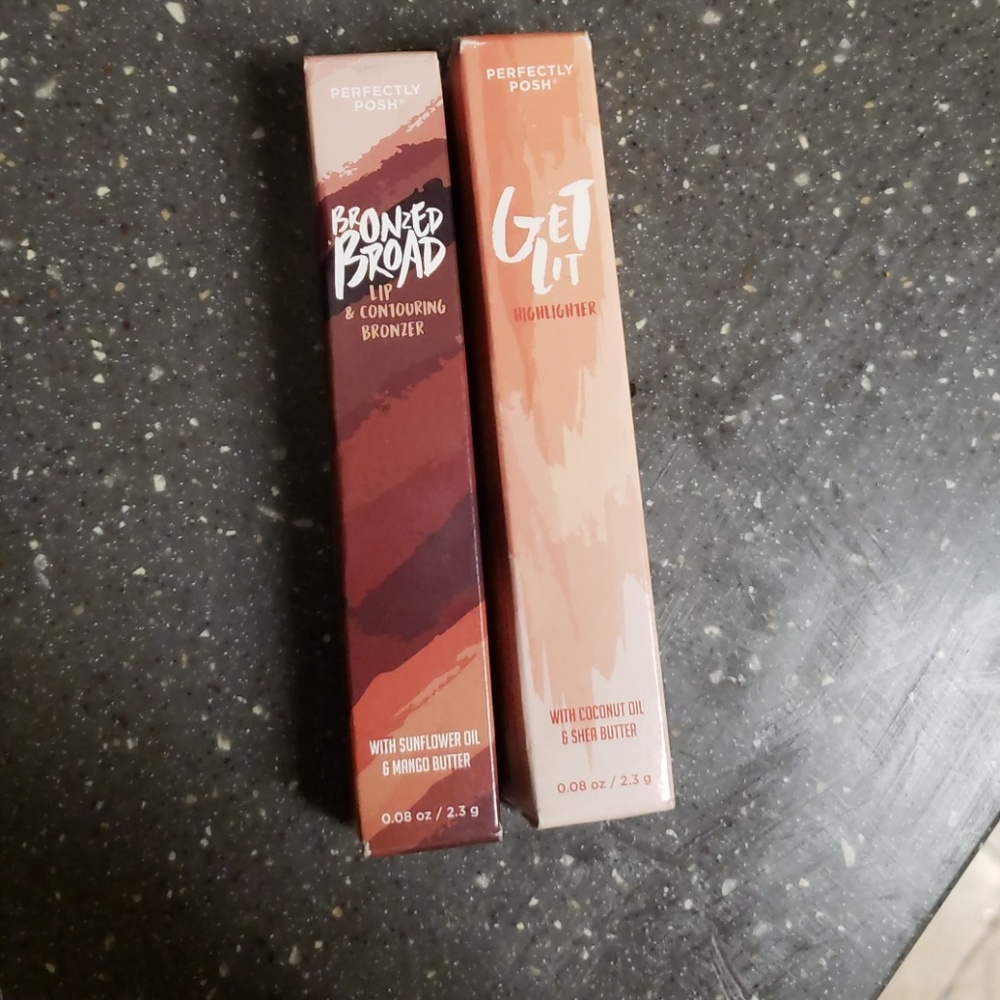 PERFECTLY
POSH®
BRONZED
BROAD
LIP
& CONTOURING
BRONZER
WITH SUNFLOWER OIL
& MANGO BUTTER
0.08 oz / 2.3 g
PERFECTLY
POSH®
GET
LIT
HIGHLIGHTER
WITH COCONUT OIL
& SHEA BUTTER
0.08 oz / 2.3 g